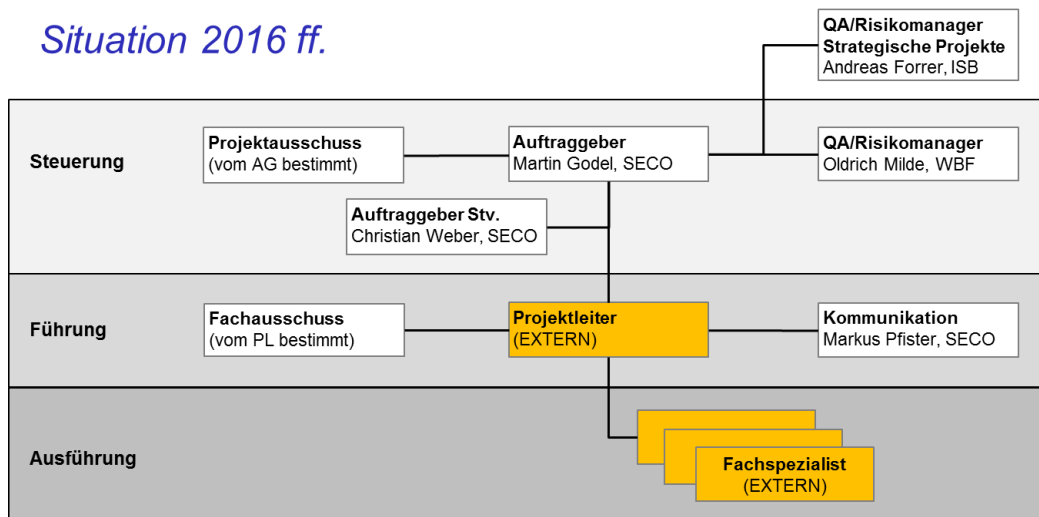 Situation 2016 ff.
QA/Risikomanager
Strategische Projekte
Andreas Forrer, ISB
Steuerung
Projektausschuss
(vom AG bestimmt)
Auftraggeber
Martin Godel, SECO
QA/Risikomanager
Oldrich Milde, WBF
Auftraggeber Stv.
Christian Weber, SECO
Führung
Fachausschuss
(vom PL bestimmt)
Projektleiter
(EXTERN)
Kommunikation
Markus Pfister, SECO
Ausführung
Fachspezialist
(EXTERN)